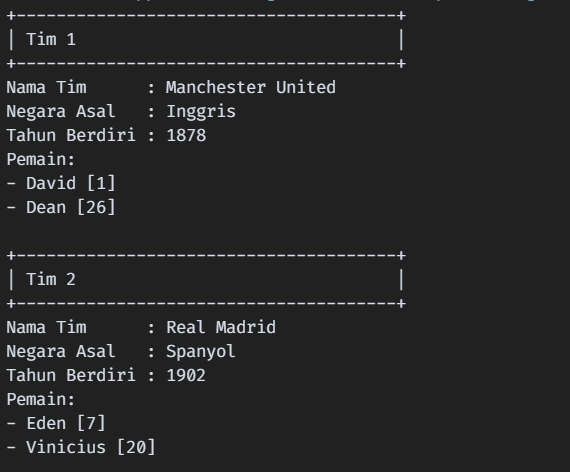 +--------------------------------------+
| Tim 1                                |
+--------------------------------------+
Nama Tim      : Manchester United
Negara Asal   : Inggris
Tahun Berdiri : 1878
Pemain:
- David [1]
- Dean [26]

+--------------------------------------+
| Tim 2                                |
+--------------------------------------+
Nama Tim      : Real Madrid
Negara Asal   : Spanyol
Tahun Berdiri : 1902
Pemain:
- Eden [7]
- Vinicius [20]